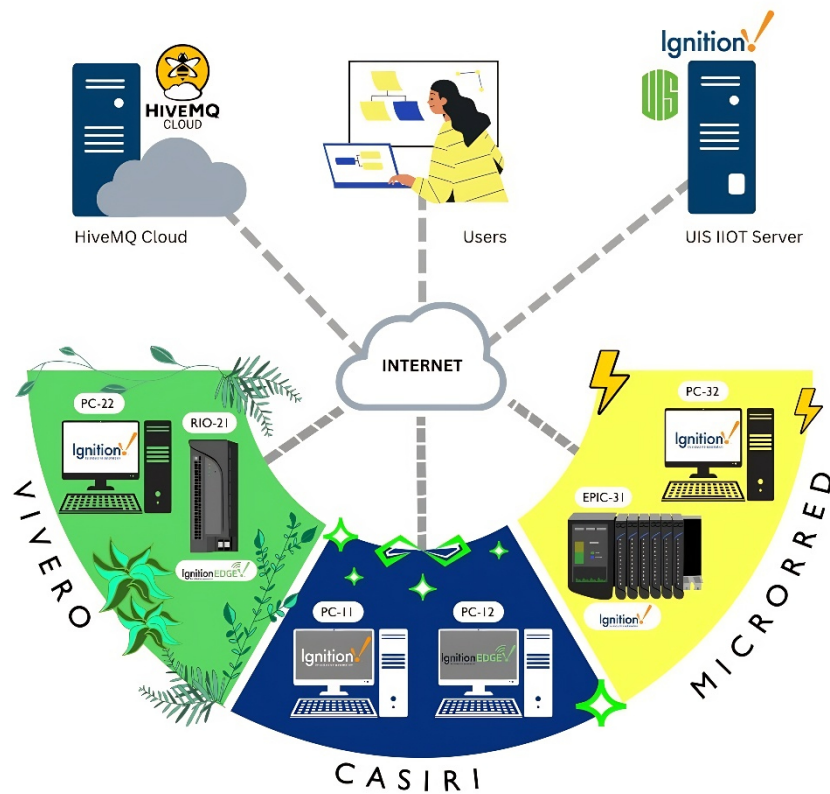 Ignition!
HIVEMQ
CLOUD
UIS
HiveMQ Cloud
Users
UIS IIOT Server
INTERNET
PC-22
Ignition!
RIO-21
IgnitionEDGE!
VIVERO
PC-32
Ignition!
EPIC-31
Ignition!
MICRORRED
PC-11
Ignition!
PC-12
IgnitionEDGE!
CASIRI